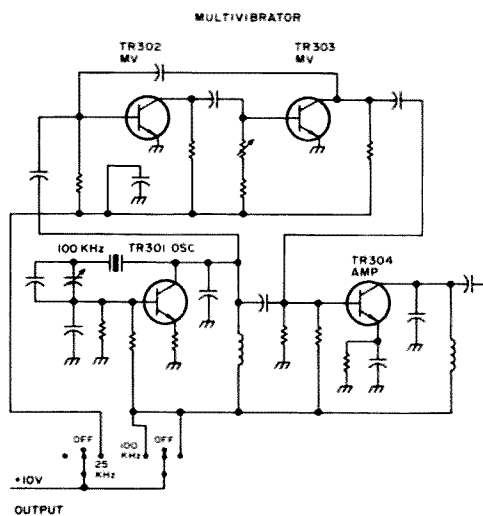 MULTIVIBRATOR
TR302
MV
TR303
MV
100 KHz
TR301 OSC
TR304
AMP
OFF
25
KHz
100
KHz
OFF
+10V
OUTPUT